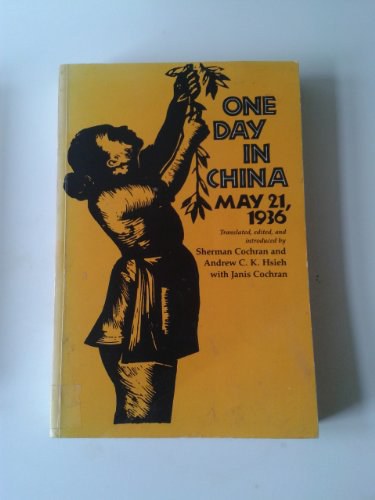 ONE
DAY
IN
CHINA
MAY 21,
1936
Translated, edited, and
introduced by
Sherman Cochran and
Andrew C. K. Hsieh
with Janis Cochran